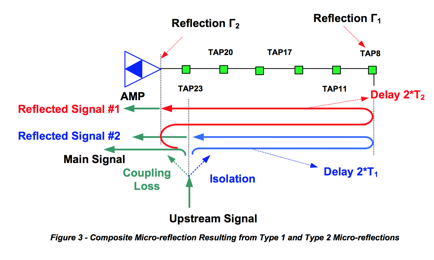 Reflection Γ₂
Reflection Γ₁
TAP20
TAP17
TAP8
AMP
TAP23
TAP11
Reflected Signal #1
Delay 2*T₂
Reflected Signal #2
Main Signal
Coupling
Loss
Isolation
Delay 2*T₁
Upstream Signal
Figure 3 - Composite Micro-reflection Resulting from Type 1 and Type 2 Micro-reflections